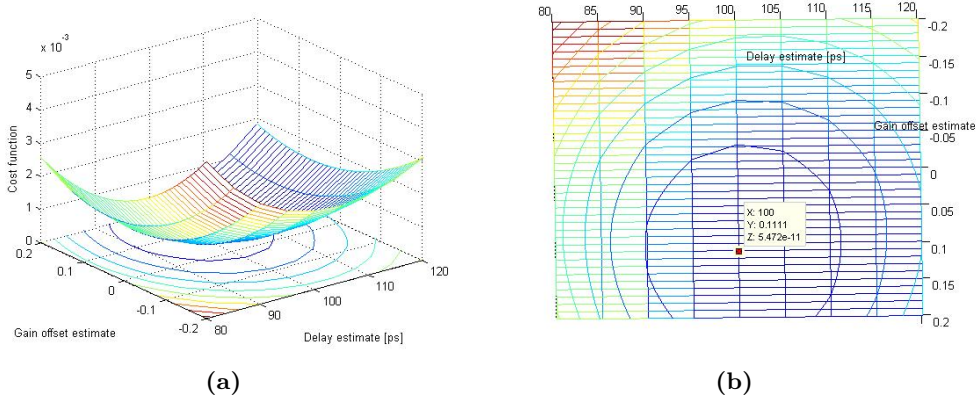 x 10⁻³
5
4
3
2
1
0
Cost function
0.2
0.1
0
-0.1
-0.2
Gain offset estimate
80
90
100
110
120
Delay estimate [ps]
(a)
80 85 90 95 100 105 110 115 120
Delay estimate [ps]
-0.2
-0.15
-0.1
Gain offset estimate
-0.05
0
0.05
0.1
0.15
0.2
X: 100
Y: 0.1111
Z: 5.472e-11
(b)